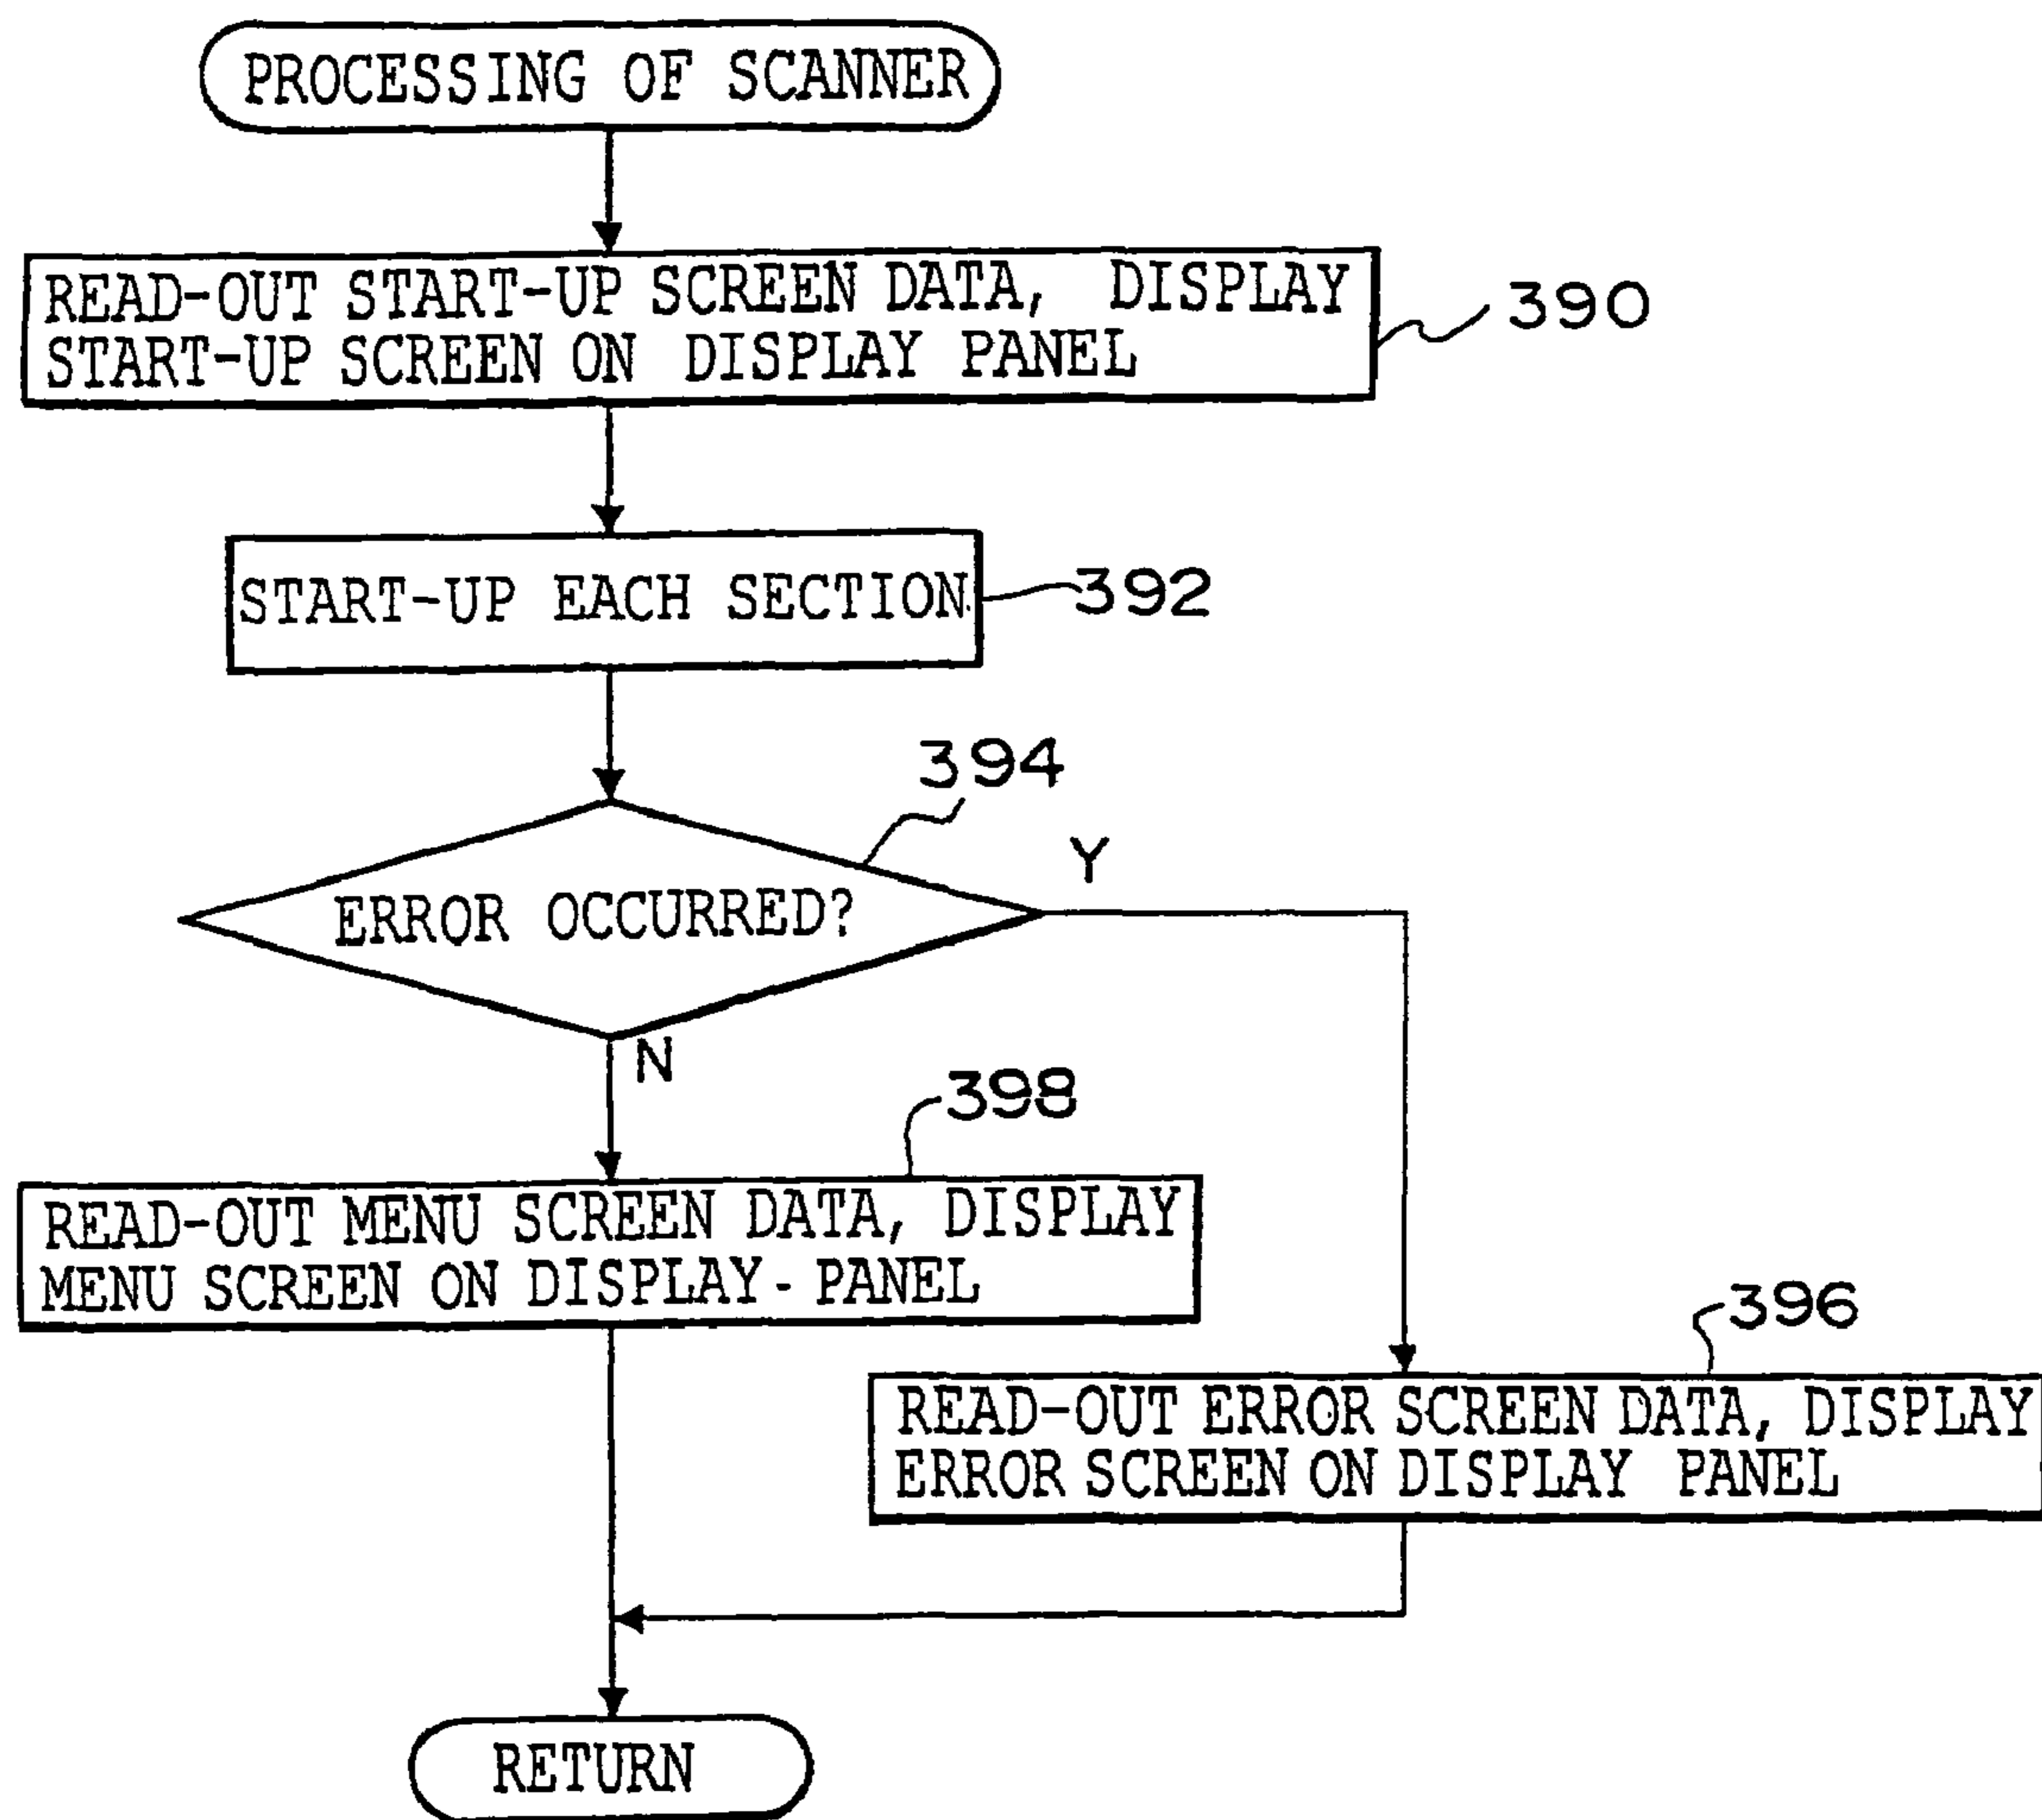 PROCESSING OF SCANNER
READ-OUT START-UP SCREEN DATA, DISPLAY
START-UP SCREEN ON DISPLAY PANEL
390
START-UP EACH SECTION
392
394
ERROR OCCURRED?
Y
N
398
READ-OUT MENU SCREEN DATA, DISPLAY
MENU SCREEN ON DISPLAY-PANEL
396
READ-OUT ERROR SCREEN DATA, DISPLAY
ERROR SCREEN ON DISPLAY PANEL
RETURN